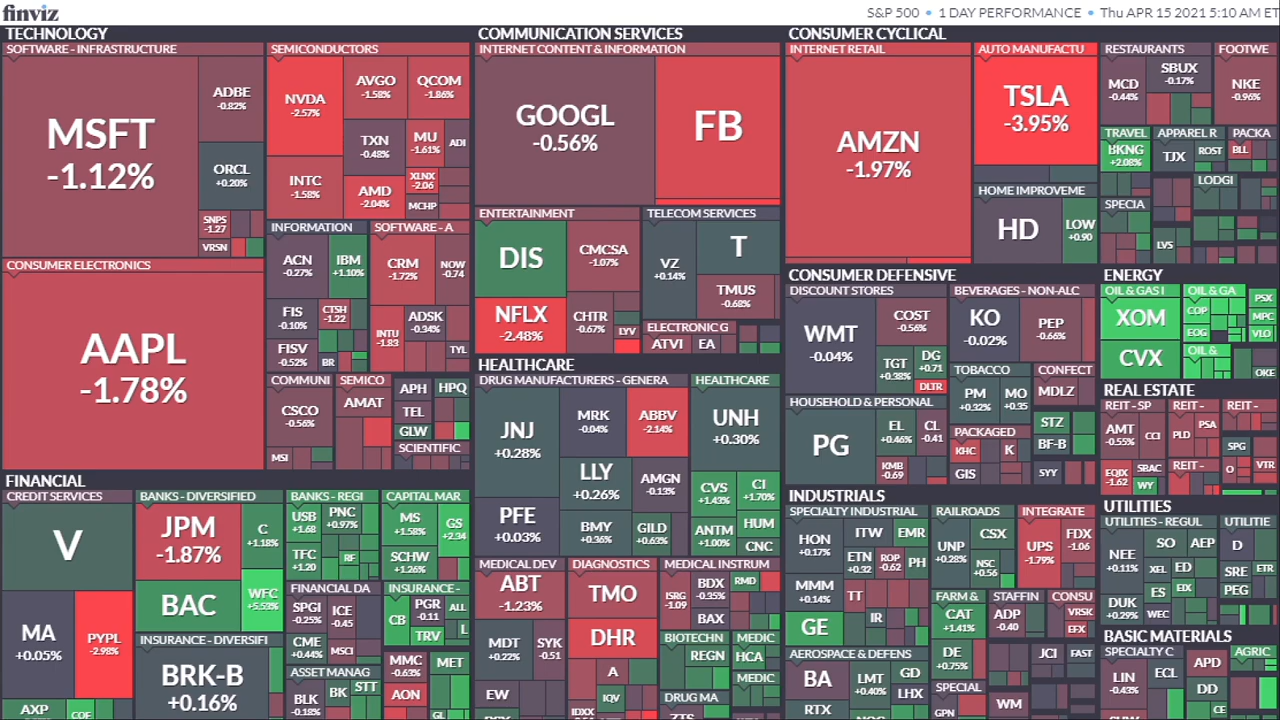 finviz
S&P 500 • 1 DAY PERFORMANCE • Thu APR 15 2021 5:10 AM ET
TECHNOLOGY
SOFTWARE - INFRASTRUCTURE
MSFT
-1.12%
ADBE
-0.82%
ORCL
+0.20%
SNPS
-1.27
VRSN
SEMICONDUCTORS
NVDA
-2.57%
AVGO
-1.58%
QCOM
-1.86%
TXN
-0.48%
MU
-1.61%
ADI
INTC
-1.58%
AMD
-2.04%
XLNX
-2.06
MCHP
CONSUMER ELECTRONICS
AAPL
-1.78%
INFORMATION
ACN
-0.27%
IBM
+1.10%
FIS
-0.10%
CTSH
-1.22
FISV
-0.52%
BR
SOFTWARE - A
CRM
-1.72%
NOW
-0.74
ADSK
-0.34%
INTU
-1.83
TYL
COMMUNI
CSCO
-0.56%
MSI
SEMICO
AMAT
APH
HPQ
TEL
GLW
SCIENTIFIC
COMMUNICATION SERVICES
INTERNET CONTENT & INFORMATION
GOOGL
-0.56%
FB
ENTERTAINMENT
DIS
CMCSA
-1.07%
NFLX
-2.48%
CHTR
-0.67%
LYV
TELECOM SERVICES
VZ
+0.14%
T
TMUS
-0.68%
ELECTRONIC G
ATVI
EA
CONSUMER CYCLICAL
INTERNET RETAIL
AMZN
-1.97%
AUTO MANUFACTU
TSLA
-3.95%
HOME IMPROVEME
HD
LOW
+0.90
RESTAURANTS
MCD
-0.44%
SBUX
-0.17%
FOOTWE
NKE
-0.96%
TRAVEL
BKNG
+2.08%
APPAREL R
TJX
ROST
PACKA
BLL
LODGI
SPECIA
LVS
FINANCIAL
CREDIT SERVICES
V
MA
+0.05%
PYPL
-2.98%
AXP
COF
BANKS - DIVERSIFIED
JPM
-1.87%
C
+1.18%
BAC
WFC
+5.53%
INSURANCE - DIVERSIFI
BRK-B
+0.16%
BANKS - REGI
USB
+1.68
PNC
+0.97%
TFC
+1.20
RF
CAPITAL MAR
MS
+1.58%
GS
+2.34
SCHW
+1.26%
FINANCIAL DA
SPGI
-0.25%
ICE
-0.45
CME
+0.44%
MSCI
INSURANCE -
CB
PGR
-0.11
ALL
TRV
L
ASSET MANAG
BLK
-0.18%
BK
STT
MMC
-0.63%
MET
AON
GL
HEALTHCARE
DRUG MANUFACTURERS - GENERA
JNJ
+0.28%
MRK
-0.04%
ABBV
-2.14%
LLY
+0.26%
AMGN
-0.13%
PFE
+0.03%
BMY
+0.36%
GILD
+0.63%
HEALTHCARE
UNH
+0.30%
CVS
+1.43%
CI
+1.70%
ANTM
+1.00%
HUM
CNC
MEDICAL DEV
ABT
-1.23%
MDT
+0.22%
SYK
-0.51
EW
DIAGNOSTICS
TMO
DHR
A
IQV
IDXX
MEDICAL INSTRUM
ISRG
-1.09
BDX
-0.35%
RMD
BAX
BIOTECHN
REGN
MEDIC
HCA
MEDIC
DRUG MA
ZTS
CONSUMER DEFENSIVE
DISCOUNT STORES
WMT
-0.04%
COST
-0.56%
TGT
+0.38%
DG
+0.71
DLTR
BEVERAGES - NON-ALC
KO
-0.02%
PEP
-0.66%
HOUSEHOLD & PERSONAL
PG
EL
+0.46%
CL
-0.41
KMB
-0.69
TOBACCO
PM
+0.32%
MO
+0.35
CONFECT
MDLZ
PACKAGED
KHC
K
GIS
STZ
BF-B
SYY
ENERGY
OIL & GAS I
XOM
CVX
OIL & GA
COP
EOG
PSX
MPC
VLO
OIL &
OKE
REAL ESTATE
REIT - SP
AMT
-0.55%
CCI
EQIX
-1.62
SBAC
WY
REIT -
PLD
PSA
REIT -
REIT -
SPG
O
VTR
INDUSTRIALS
SPECIALTY INDUSTRIAL
HON
+0.17%
ITW
EMR
ETN
+0.32
ROP
-0.62
PH
MMM
+0.14%
TT
GE
IR
RAILROADS
UNP
+0.28%
CSX
NSC
+0.56
INTEGRATE
UPS
-1.79%
FDX
-1.06
FARM &
CAT
+1.41%
DE
+0.75%
STAFFIN
ADP
-0.40
CONSU
VRSK
EFX
AEROSPACE & DEFENS
BA
LMT
+0.40%
GD
LHX
RTX
NOC
SPECIAL
GPN
JCI
FAST
WM
UTILITIES
UTILITIES - REGUL
NEE
+0.11%
SO
AEP
XEL
ED
DUK
+0.29%
ES
EIX
WEC
UTILITIE
D
SRE
ETR
PEG
BASIC MATERIALS
SPECIALTY C
LIN
-0.43%
ECL
APD
DD
CE
AGRIC